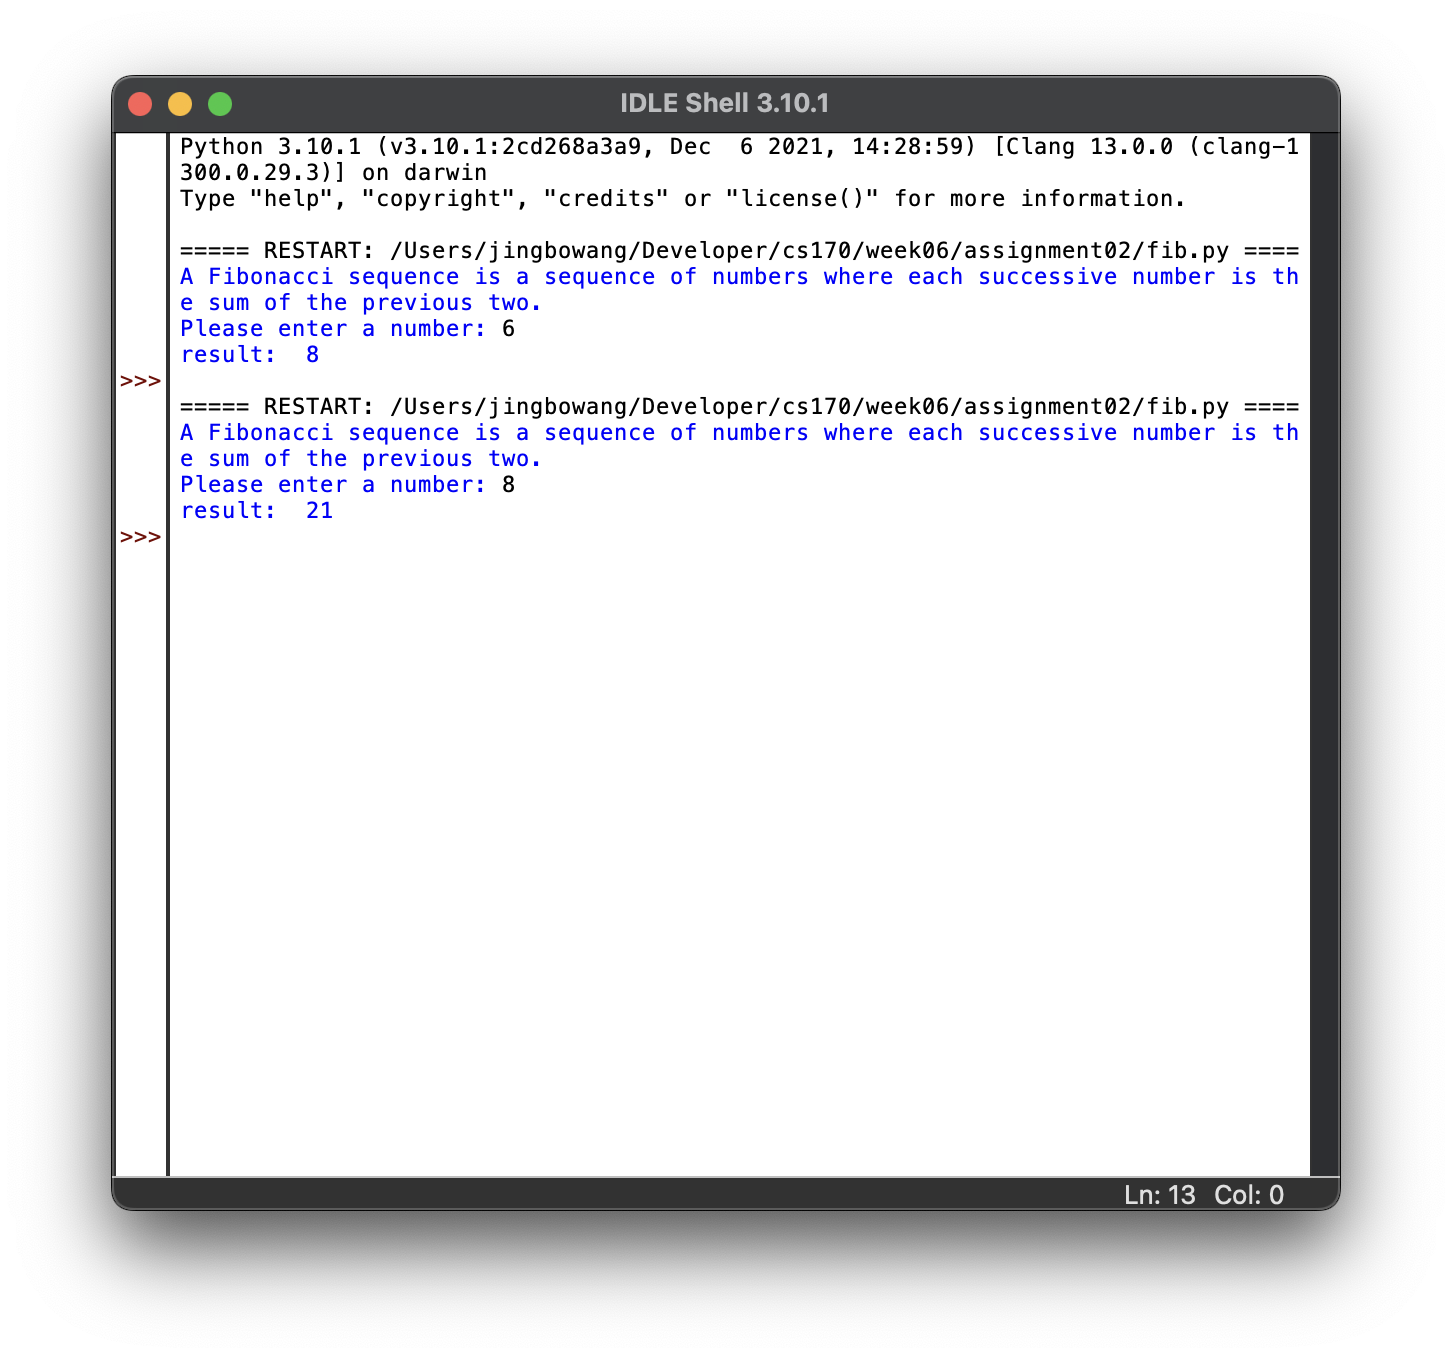 IDLE Shell 3.10.1
Python 3.10.1 (v3.10.1:2cd268a3a9, Dec  6 2021, 14:28:59) [Clang 13.0.0 (clang-1
300.0.29.3)] on darwin
Type "help", "copyright", "credits" or "license()" for more information.
===== RESTART: /Users/jingbowang/Developer/cs170/week06/assignment02/fib.py ====
A Fibonacci sequence is a sequence of numbers where each successive number is th
e sum of the previous two.
Please enter a number: 6
result:  8
>>>
===== RESTART: /Users/jingbowang/Developer/cs170/week06/assignment02/fib.py ====
A Fibonacci sequence is a sequence of numbers where each successive number is th
e sum of the previous two.
Please enter a number: 8
result:  21
>>>
Ln: 13  Col: 0